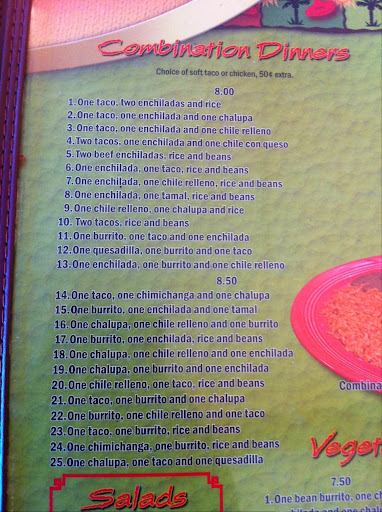 Combination Dinners
Choice of soft taco or chicken, 50¢ extra.
8.00
1. One taco, two enchiladas and rice
2. One taco, one enchilada and one chalupa
3. One taco, one enchilada and one chile relleno
4. Two tacos, one enchilada and one chile con queso
5. Two beef enchiladas, rice and beans
6. One enchilada, one taco, rice and beans
7. One enchilada, one chile relleno, rice and beans
8. One enchilada, one tamal, rice and beans
9. One chile relleno, one chalupa and rice
10. Two tacos, rice and beans
11. One burrito, one taco and one enchilada
12. One quesadilla, one burrito and one taco
13. One enchilada, one burrito and one chile relleno
8.50
14. One taco, one chimichanga and one chalupa
15. One burrito, one enchilada and one tamal
16. One chalupa, one chile relleno and one burrito
17. One burrito, one enchilada, rice and beans
18. One chalupa, one chile relleno and one enchilada
19. One chalupa, one burrito and one enchilada
20. One chile relleno, one taco, rice and beans
21. One taco, one burrito and one chalupa
22. One burrito, one chile relleno and one taco
23. One taco, one burrito, rice and beans
24. One chimichanga, one burrito, rice and beans
25. One chalupa, one taco and one quesadilla
Combina
Veget
7.50
1. One bean burrito, one ch
Salads